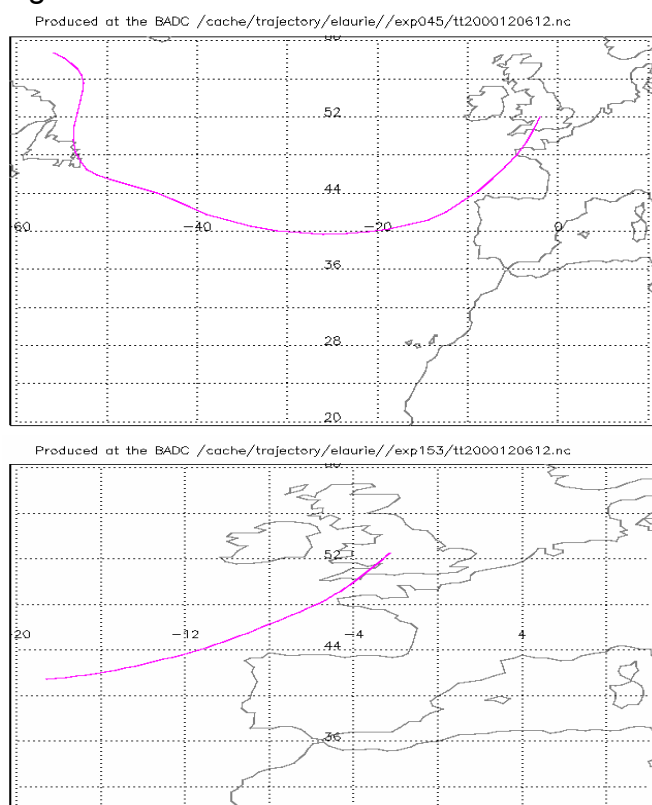 Produced at the BADC /cache/trajectory/elaurie//exp045/tt2000120612.nc
52
44
60 -40 -20 0
36
28
20
Produced at the BADC /cache/trajectory/elaurie//exp153/tt2000120612.nc
52
20 -12 -4 4
44
36